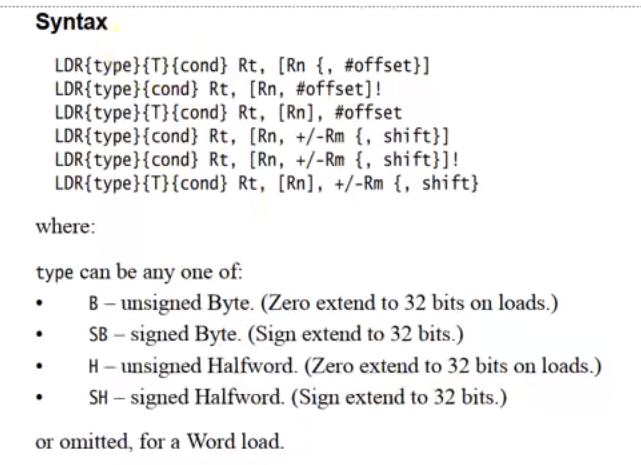 Syntax
LDR{type}{T}{cond} Rt, [Rn {, #offset}]
LDR{type}{cond} Rt, [Rn, #offset]!
LDR{type}{T}{cond} Rt, [Rn], #offset
LDR{type}{cond} Rt, [Rn, +/-Rm {, shift}]
LDR{type}{cond} Rt, [Rn, +/-Rm {, shift}]!
LDR{type}{T}{cond} Rt, [Rn], +/-Rm {, shift}
where:
type can be any one of:
• B – unsigned Byte. (Zero extend to 32 bits on loads.)
• SB – signed Byte. (Sign extend to 32 bits.)
• H – unsigned Halfword. (Zero extend to 32 bits on loads.)
• SH – signed Halfword. (Sign extend to 32 bits.)
or omitted, for a Word load.